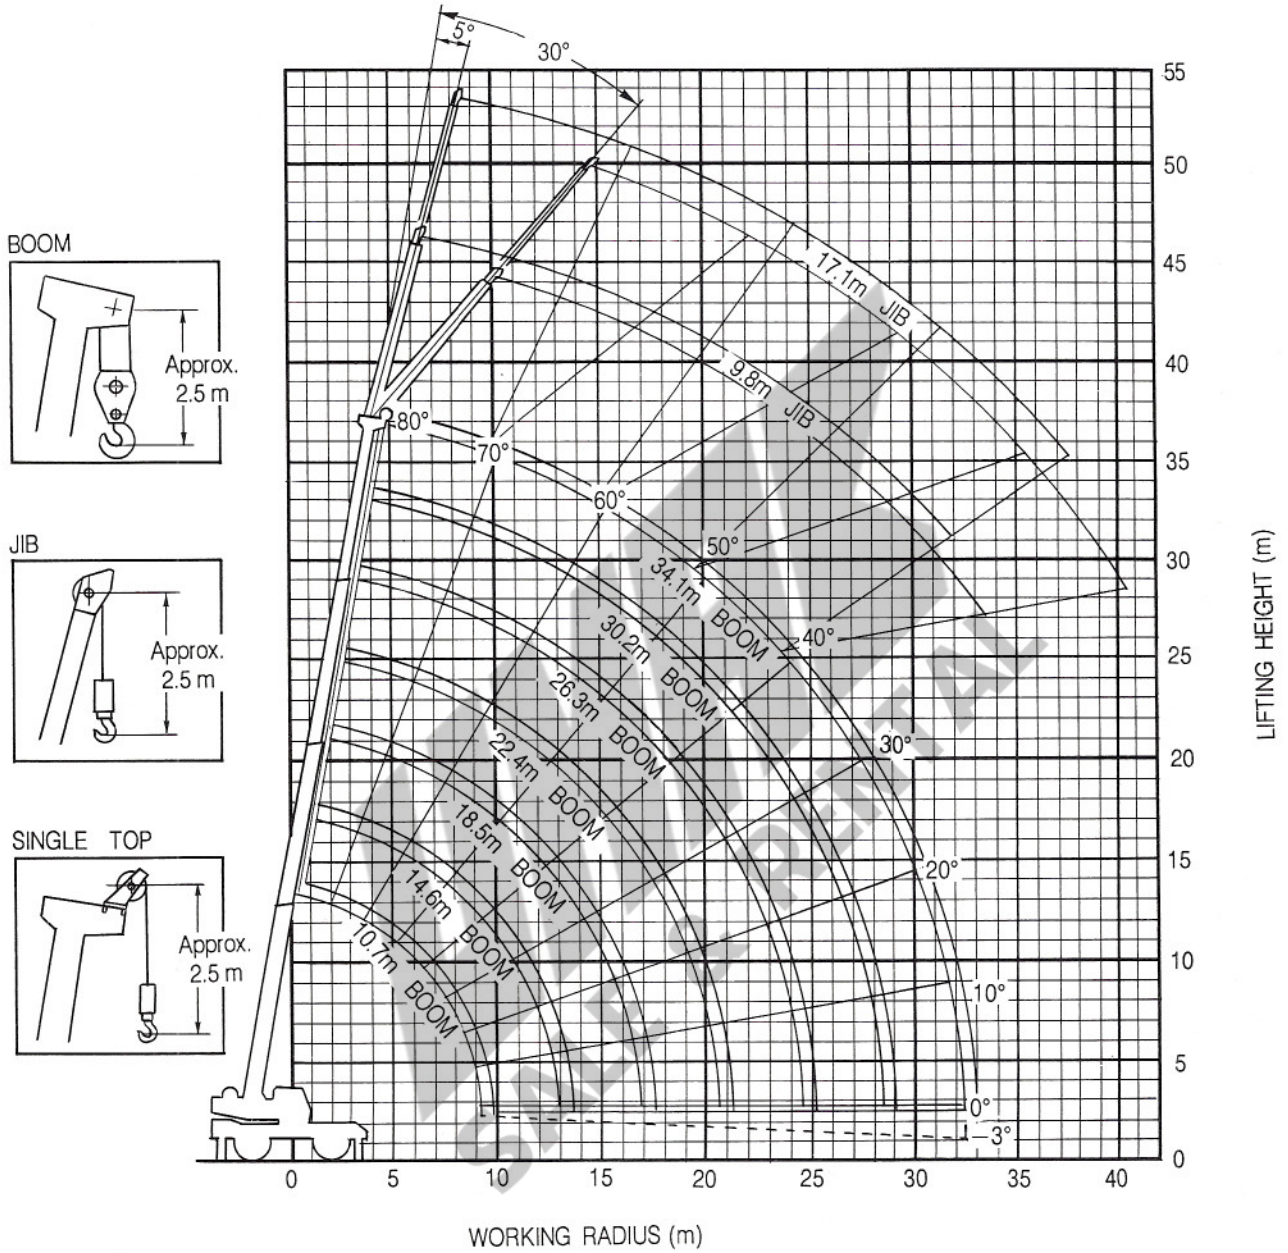 5°
30°
55
50
45
40
35
30
25
20
15
10
5
0
BOOM
Approx.
2.5 m
JIB
Approx.
2.5 m
SINGLE TOP
Approx.
2.5 m
17.1m JIB
9.8m JIB
80°
70°
60°
50°
40°
30°
20°
10°
0°
-3°
34.1m BOOM
30.2m BOOM
26.3m BOOM
22.4m BOOM
18.5m BOOM
14.6m BOOM
10.7m BOOM
SALE & RENTAL
LIFTING HEIGHT (m)
0 5 10 15 20 25 30 35 40
WORKING RADIUS (m)